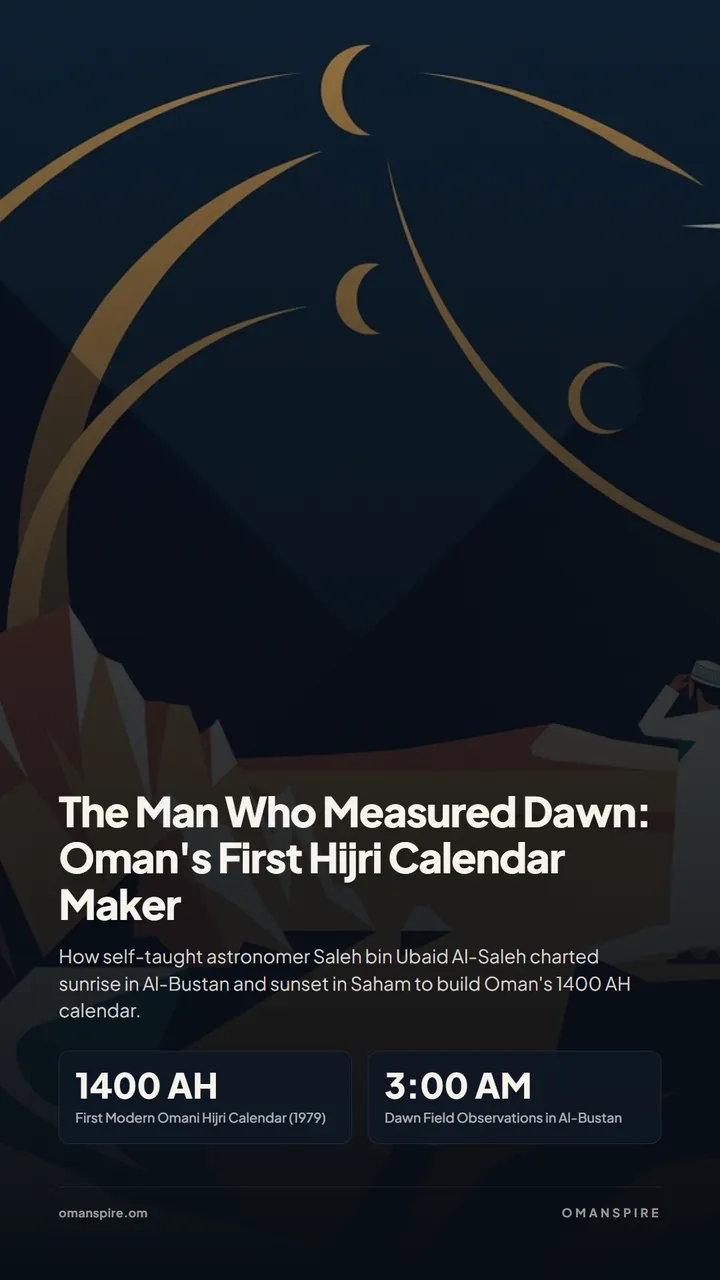 The Man Who Measured Dawn:
Oman's First Hijri Calendar
Maker
How self-taught astronomer Saleh bin Ubaid Al-Saleh charted
sunrise in Al-Bustan and sunset in Saham to build Oman's 1400 AH
calendar.
1400 AH
First Modern Omani Hijri Calendar (1979)
3:00 AM
Dawn Field Observations in Al-Bustan
omanspire.om
OMANSPIRE